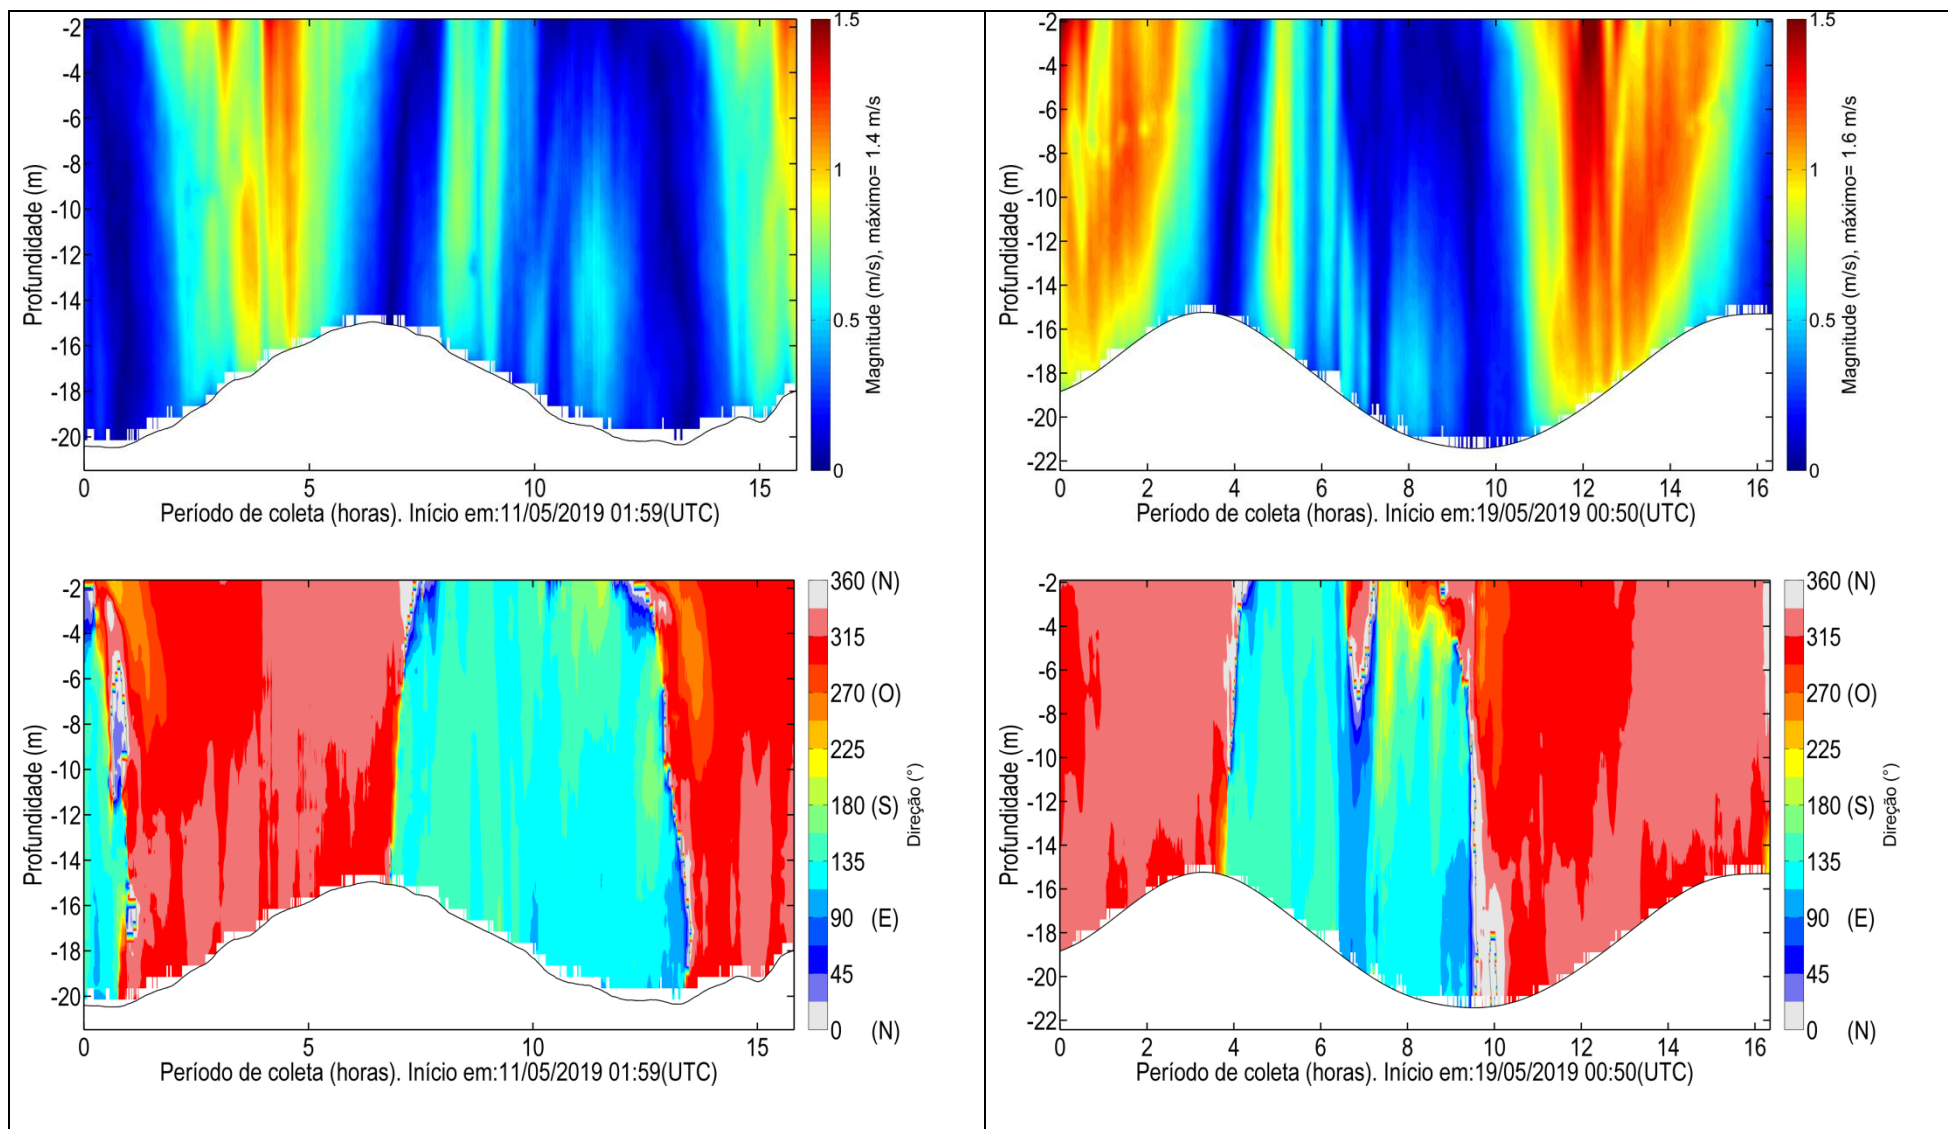 -2
-4
-6
-8
-10
-12
-14
-16
-18
-20
Profundidade (m)
0 5 10 15
Período de coleta (horas). Início em:11/05/2019 01:59(UTC)
1.5
1
0.5
0
Magnitude (m/s), máximo= 1.4 m/s
-2
-4
-6
-8
-10
-12
-14
-16
-18
-20
-22
Profundidade (m)
0 2 4 6 8 10 12 14 16
Período de coleta (horas). Início em:19/05/2019 00:50(UTC)
1.5
1
0.5
0
Magnitude (m/s), máximo= 1.6 m/s
-2
-4
-6
-8
-10
-12
-14
-16
-18
-20
Profundidade (m)
0 5 10 15
Período de coleta (horas). Início em:11/05/2019 01:59(UTC)
360 (N)
315
270 (O)
225
180 (S)
135
90 (E)
45
0 (N)
Direção (°)
-2
-4
-6
-8
-10
-12
-14
-16
-18
-20
-22
Profundidade (m)
0 2 4 6 8 10 12 14 16
Período de coleta (horas). Início em:19/05/2019 00:50(UTC)
360 (N)
315
270 (O)
225
180 (S)
135
90 (E)
45
0 (N)
Direção (°)